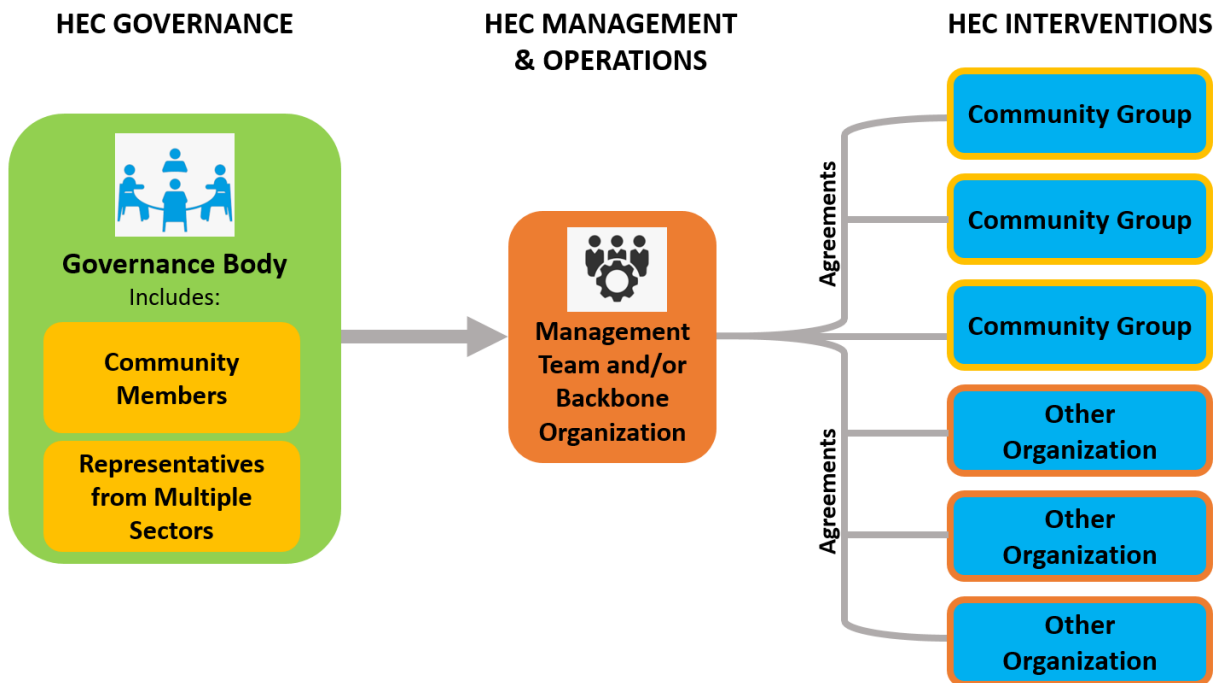 HEC GOVERNANCE
HEC MANAGEMENT
& OPERATIONS
HEC INTERVENTIONS
Governance Body
Includes:
Community
Members
Representatives
from Multiple
Sectors
Management
Team and/or
Backbone
Organization
Agreements
Agreements
Community Group
Community Group
Community Group
Other
Organization
Other
Organization
Other
Organization